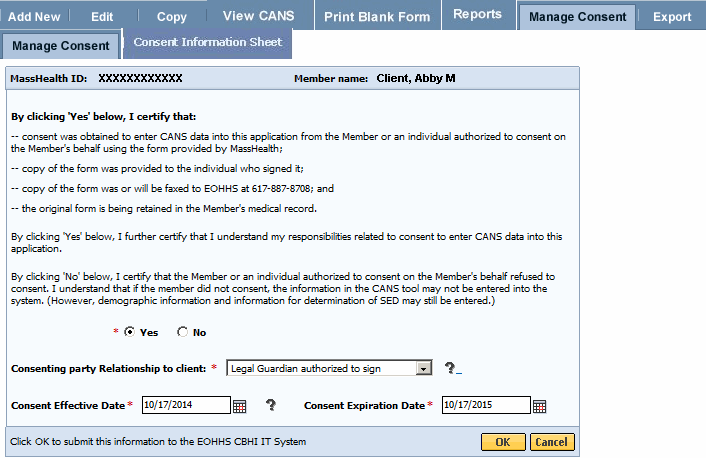 Add New Edit Copy View CANS Print Blank Form Reports Manage Consent Export
Manage Consent Consent Information Sheet
MassHealth ID: XXXXXXXXXXXX Member name: Client, Abby M
By clicking 'Yes' below, I certify that:
-- consent was obtained to enter CANS data into this application from the Member or an individual authorized to consent on
the Member's behalf using the form provided by MassHealth;
-- copy of the form was provided to the individual who signed it;
-- copy of the form was or will be faxed to EOHHS at 617-887-8708; and
-- the original form is being retained in the Member's medical record.
By clicking 'Yes' below, I further certify that I understand my responsibilities related to consent to enter CANS data into this
application.
By clicking 'No' below, I certify that the Member or an individual authorized to consent on the Member's behalf refused to
consent. I understand that if the member did not consent, the information in the CANS tool may not be entered into the
system. (However, demographic information and information for determination of SED may still be entered.)
* Yes No
Consenting party Relationship to client: * Legal Guardian authorized to sign ?
Consent Effective Date * 10/17/2014 ? Consent Expiration Date * 10/17/2015
Click OK to submit this information to the EOHHS CBHI IT System OK Cancel